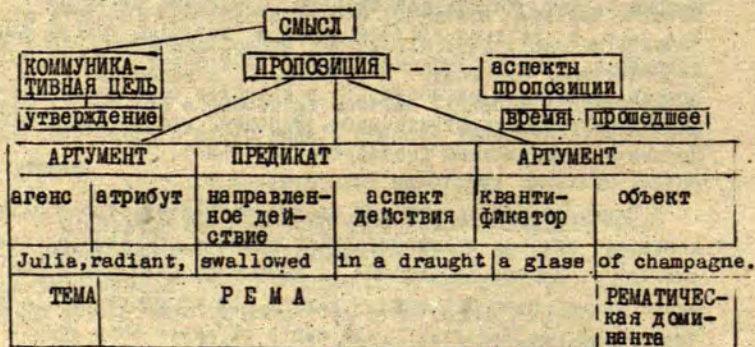 СМЫСЛ
КОММУНИКА-
ТИВНАЯ ЦЕЛЬ
ПРОПОЗИЦИЯ
аспекты
пропозиции
утверждение
время
прошедшее
АРГУМЕНТ ПРЕДИКАТ АРГУМЕНТ
агенс
атрибут
направлен-
ное дей-
ствие
аспект
действия
кванти-
фикатор
объект
Julia, radiant, swallowed in a draught a glass of champagne.
ТЕМА
Р Е М А
РЕМАТИЧЕС-
кая доми-
нанта